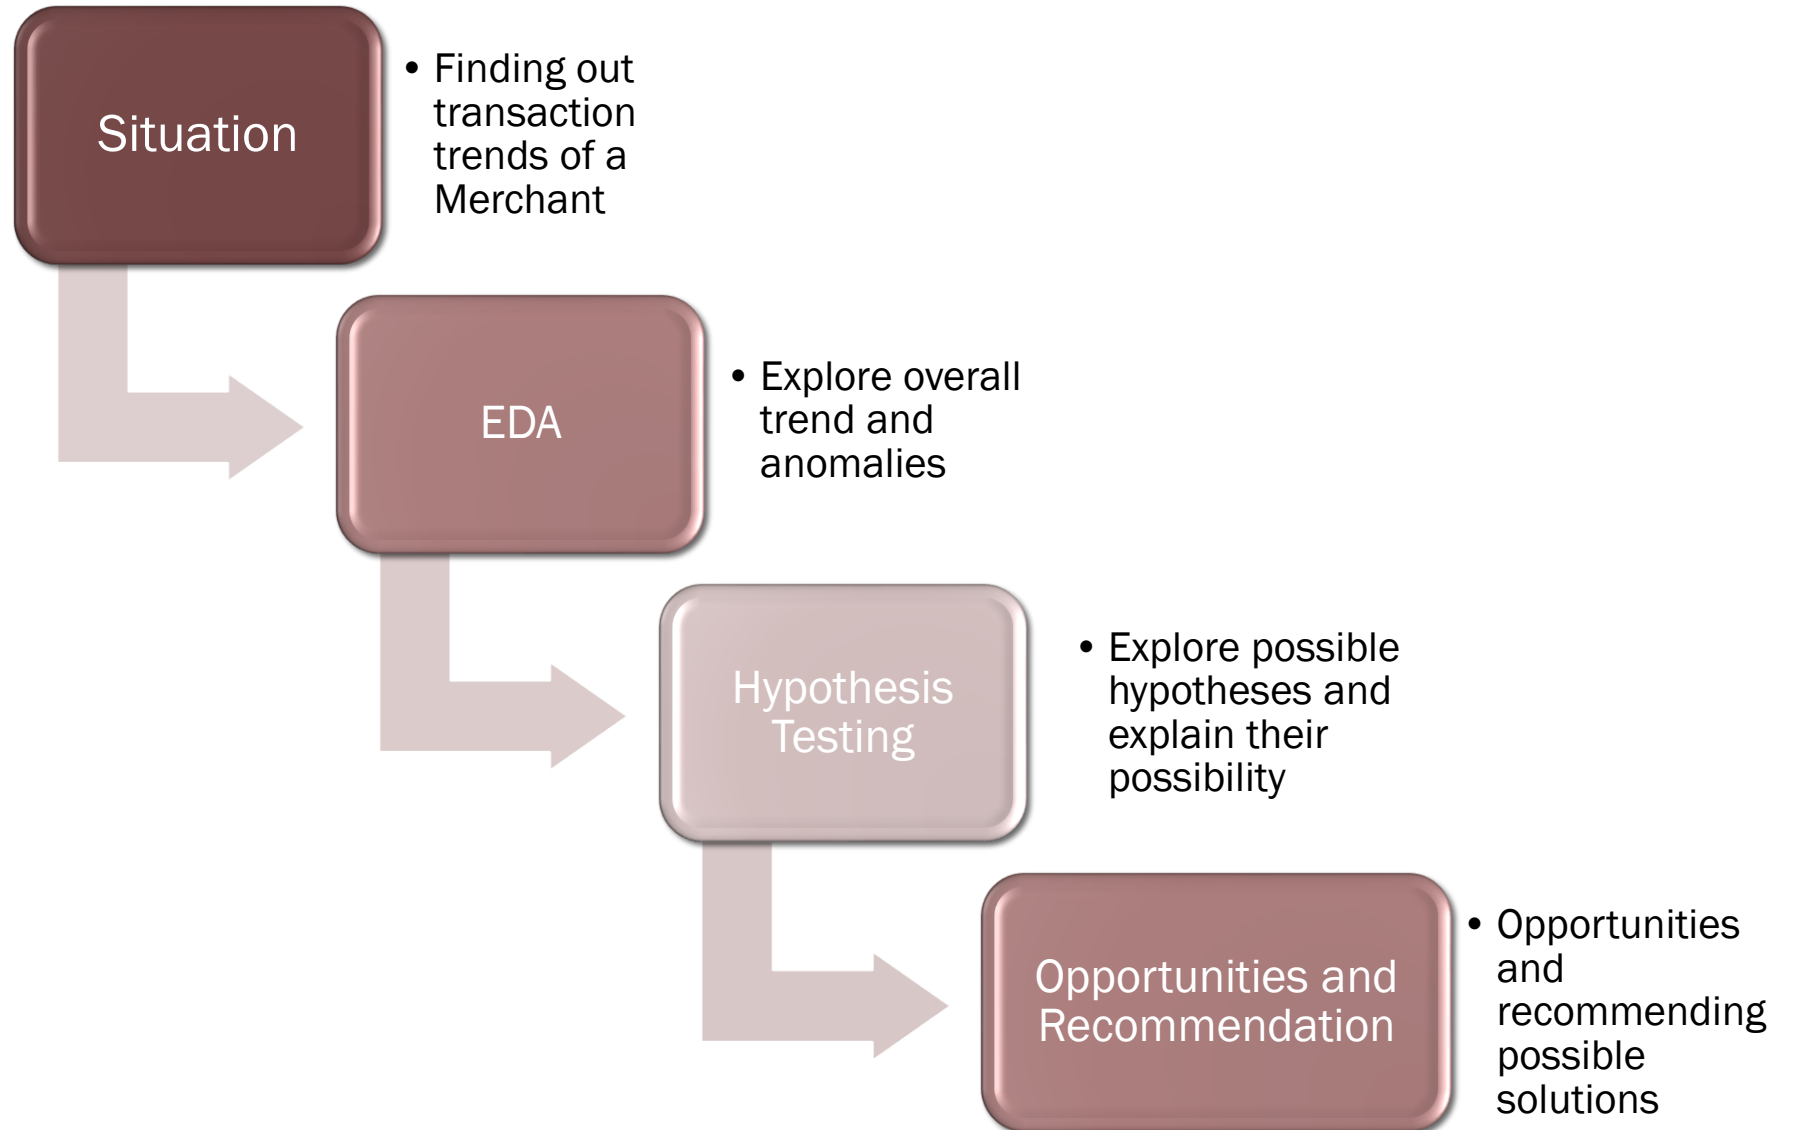 Situation
• Finding out
transaction
trends of a
Merchant
EDA
• Explore overall
trend and
anomalies
Hypothesis
Testing
• Explore possible
hypotheses and
explain their
possibility
Opportunities and
Recommendation
• Opportunities
and
recommending
possible
solutions